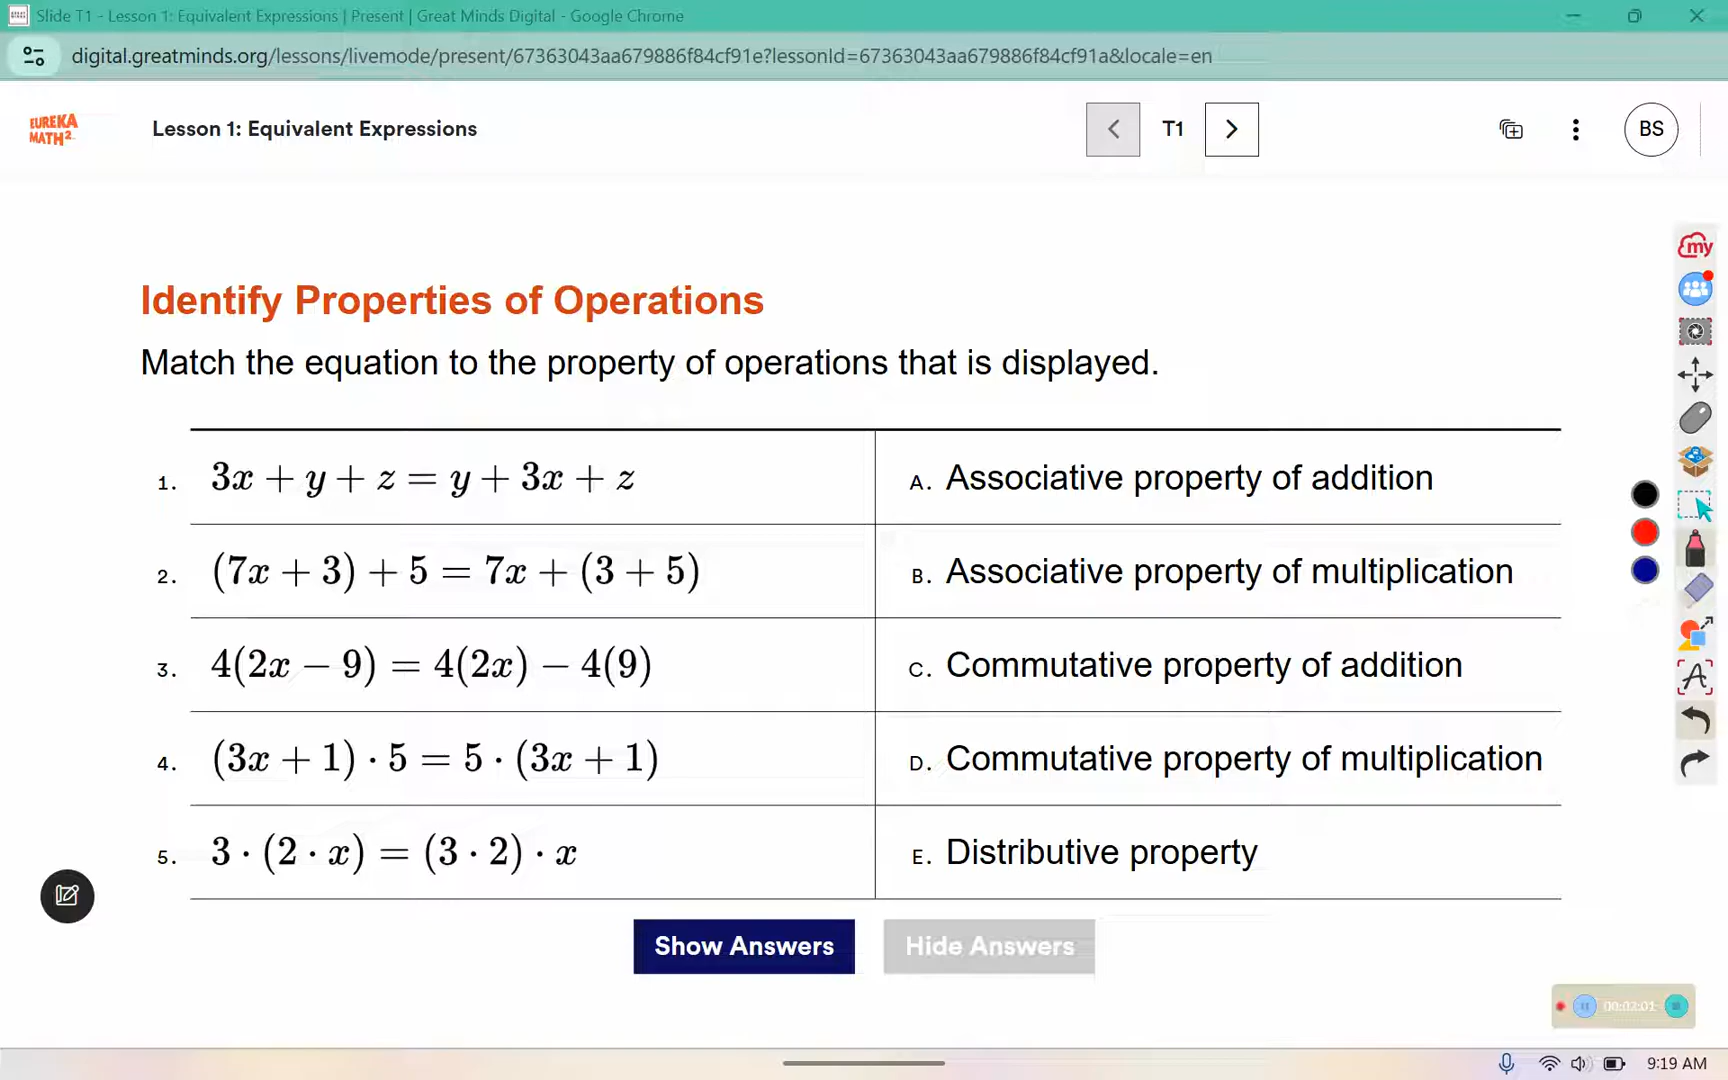 Slide T1 - Lesson 1: Equivalent Expressions | Present | Great Minds Digital - Google Chrome
digital.greatminds.org/lessons/livemode/present/67363043aa679886f84cf91e?lessonId=67363043aa679886f84cf91a&locale=en
EUREKA
MATH²
Lesson 1: Equivalent Expressions
T1
BS
my
Identify Properties of Operations
Match the equation to the property of operations that is displayed.
1. 3x + y + z = y + 3x + z
A. Associative property of addition
2. (7x + 3) + 5 = 7x + (3 + 5)
B. Associative property of multiplication
3. 4(2x − 9) = 4(2x) − 4(9)
C. Commutative property of addition
4. (3x + 1) · 5 = 5 · (3x + 1)
D. Commutative property of multiplication
5. 3 · (2 · x) = (3 · 2) · x
E. Distributive property
Show Answers
Hide Answers
00:03:01
9:19 AM